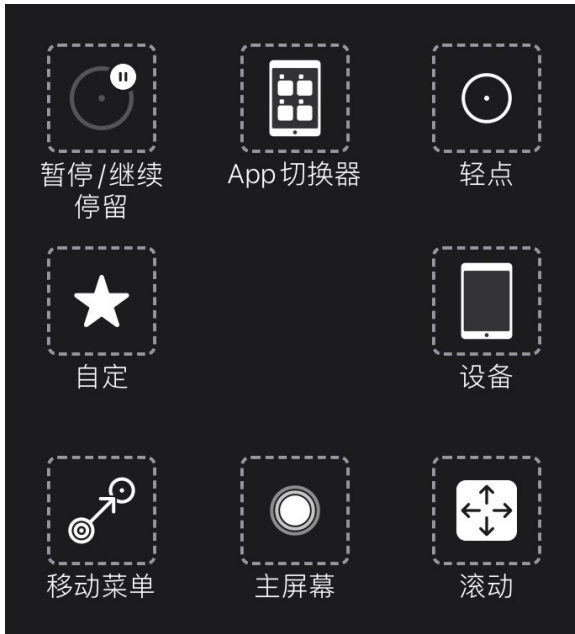 暂停/继续
停留
App切换器
轻点
自定
设备
移动菜单
主屏幕
滚动